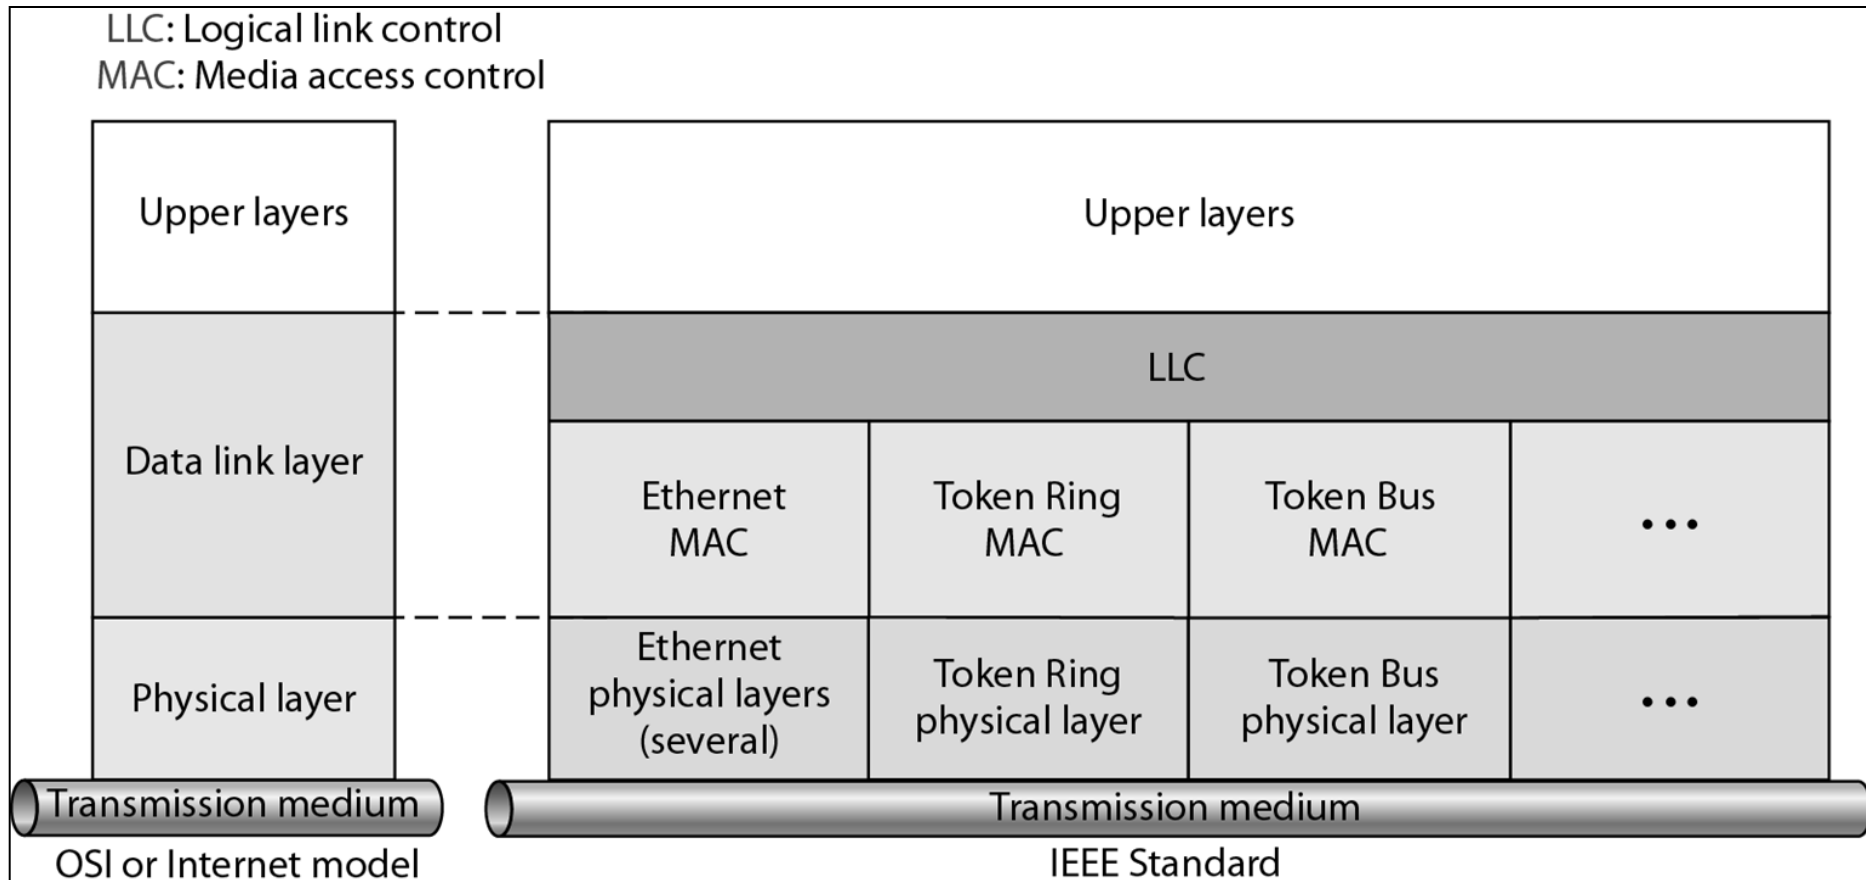 LLC: Logical link control
MAC: Media access control
Upper layers
Data link layer
Physical layer
Transmission medium
OSI or Internet model
Upper layers
LLC
Ethernet
MAC
Token Ring
MAC
Token Bus
MAC
...
Ethernet
physical layers
(several)
Token Ring
physical layer
Token Bus
physical layer
...
Transmission medium
IEEE Standard